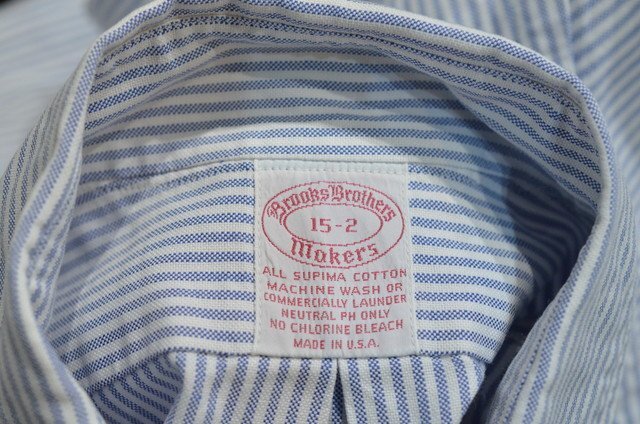 Brooks Brothers
15-2
Makers
ALL SUPIMA COTTON
MACHINE WASH OR
COMMERCIALLY LAUNDER
NEUTRAL PH ONLY
NO CHLORINE BLEACH
MADE IN U.S.A.